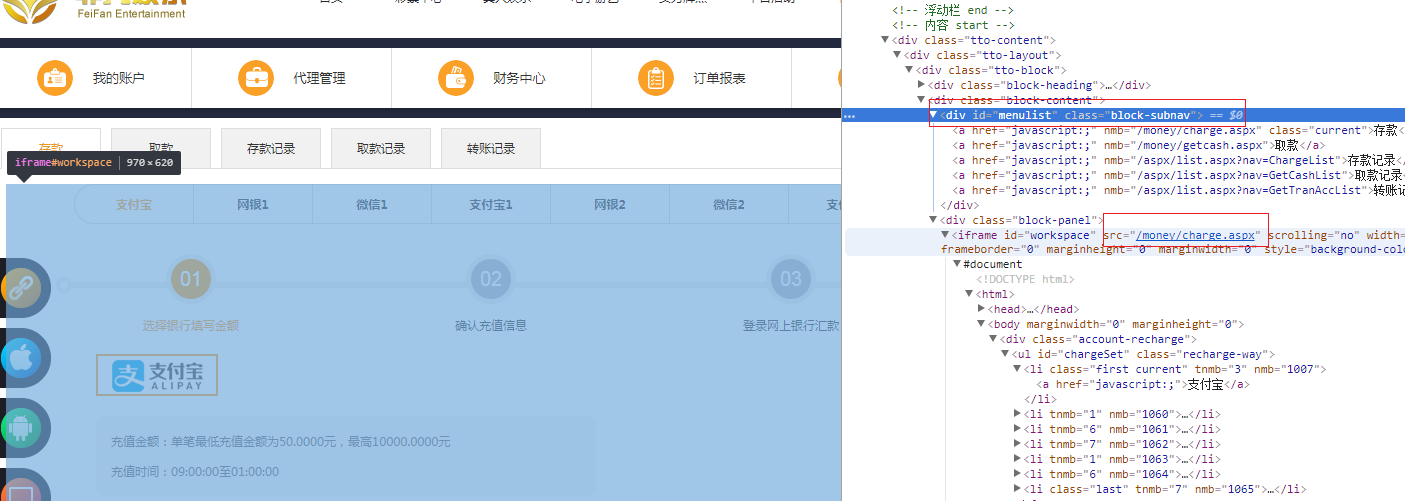 FeiFan Entertainment
我的账户
代理管理
财务中心
订单报表
存款
取款
存款记录
取款记录
转账记录
iframe#workspace 970×620
支付宝
网银1
微信1
支付宝1
网银2
微信2
01
02
03
选择银行填写金额
确认充值信息
登录网上银行汇款
支付宝
ALIPAY
充值金额：单笔最低充值金额为50.0000元，最高10000.0000元
充值时间：09:00:00至01:00:00
<!-- 浮动栏 end -->
<!-- 内容 start -->
▼<div class="tto-content">
▼<div class="tto-layout">
▼<div class="tto-block">
▶<div class="block-heading">…</div>
▼<div class="block-content">
… ▼<div id="menulist" class="block-subnav"> == $0
<a href="javascript:;" nmb="/money/charge.aspx" class="current">存款
<a href="javascript:;" nmb="/money/getcash.aspx">取款</a>
<a href="javascript:;" nmb="/aspx/list.aspx?nav=ChargeList">存款记录</
<a href="javascript:;" nmb="/aspx/list.aspx?nav=GetCashList">取款记录<
<a href="javascript:;" nmb="/aspx/list.aspx?nav=GetTranAccList">转账记
</div>
▼<div class="block-panel">
▼<iframe id="workspace" src="/money/charge.aspx" scrolling="no" width=
frameborder="0" marginheight="0" marginwidth="0" style="background-colo
▼#document
<!DOCTYPE html>
▼<html>
▶<head>…</head>
▼<body marginwidth="0" marginheight="0">
▼<div class="account-recharge">
▼<ul id="chargeSet" class="recharge-way">
▼<li class="first current" tnmb="3" nmb="1007">
<a href="javascript:;">支付宝</a>
</li>
▶<li tnmb="1" nmb="1060">…</li>
▶<li tnmb="6" nmb="1061">…</li>
▶<li tnmb="7" nmb="1062">…</li>
▶<li tnmb="1" nmb="1063">…</li>
▶<li tnmb="6" nmb="1064">…</li>
▶<li class="last" tnmb="7" nmb="1065">…</li>